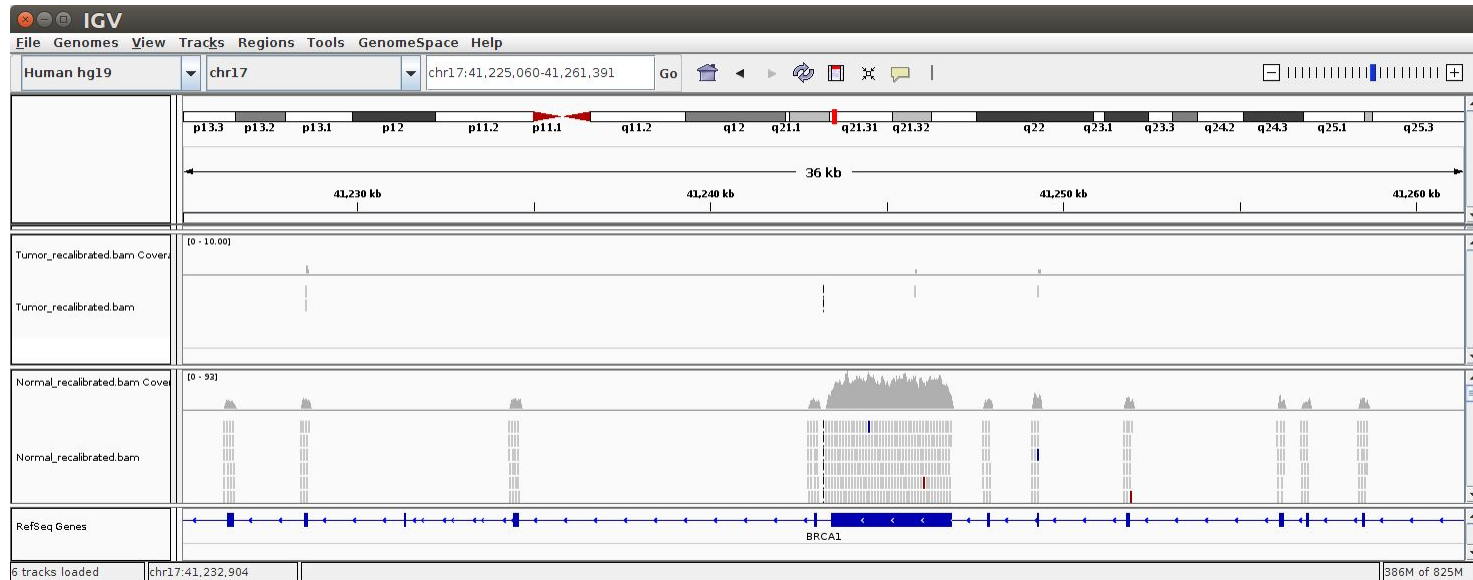 IGV
File Genomes View Tracks Regions Tools GenomeSpace Help
Human hg19 chr17 chr17:41,225,060-41,261,391 Go
p13.3 p13.2 p13.1 p12 p11.2 p11.1 q11.2 q12 q21.1 q21.31 q21.32 q22 q23.1 q23.3 q24.2 q24.3 q25.1 q25.3
36 kb
41,230 kb 41,240 kb 41,250 kb 41,260 kb
[0 - 10.00]
Tumor_recalibrated.bam Covera
Tumor_recalibrated.bam
[0 - 93]
Normal_recalibrated.bam Cove
Normal_recalibrated.bam
RefSeq Genes
BRCA1
6 tracks loaded chr17:41,232,904 386M of 825M